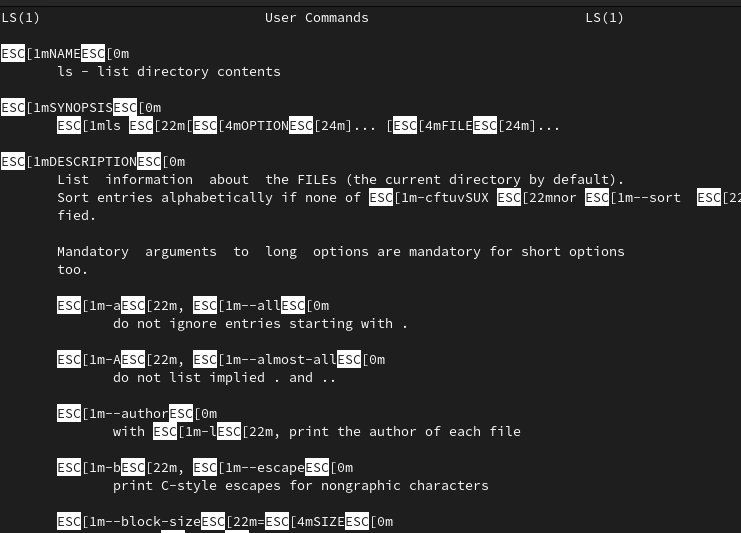 LS(1)                            User Commands                           LS(1)
ESC[1mNAMEESC[0m
       ls - list directory contents
ESC[1mSYNOPSISESC[0m
       ESC[1mls ESC[22m[ESC[4mOPTIONESC[24m]... [ESC[4mFILEESC[24m]...
ESC[1mDESCRIPTIONESC[0m
       List  information  about  the FILEs (the current directory by default).
       Sort entries alphabetically if none of ESC[1m-cftuvSUX ESC[22mnor ESC[1m--sort  ESC[22
       fied.
       Mandatory  arguments  to  long  options are mandatory for short options
       too.
       ESC[1m-aESC[22m, ESC[1m--allESC[0m
              do not ignore entries starting with .
       ESC[1m-AESC[22m, ESC[1m--almost-allESC[0m
              do not list implied . and ..
       ESC[1m--authorESC[0m
              with ESC[1m-lESC[22m, print the author of each file
       ESC[1m-bESC[22m, ESC[1m--escapeESC[0m
              print C-style escapes for nongraphic characters
       ESC[1m--block-sizeESC[22m=ESC[4mSIZEESC[0m